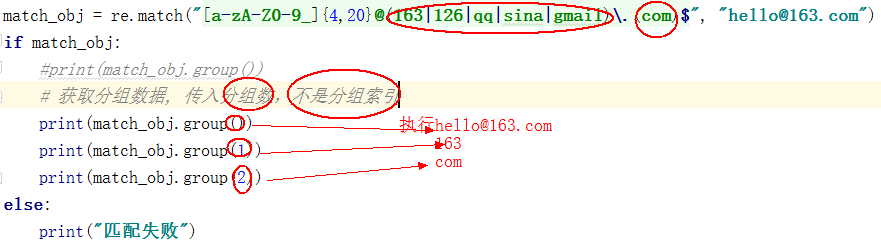 match_obj = re.match("[a-zA-Z0-9_]{4,20}@(163|126|qq|sina|gmail)\.(com)$", "hello@163.com")
if match_obj:
#print(match_obj.group())
# 获取分组数据, 传入分组数, 不是分组索引
print(match_obj.group()) 执行hello@163.com
print(match_obj.group(1)) 163
print(match_obj.group(2)) com
else:
print("匹配失败")